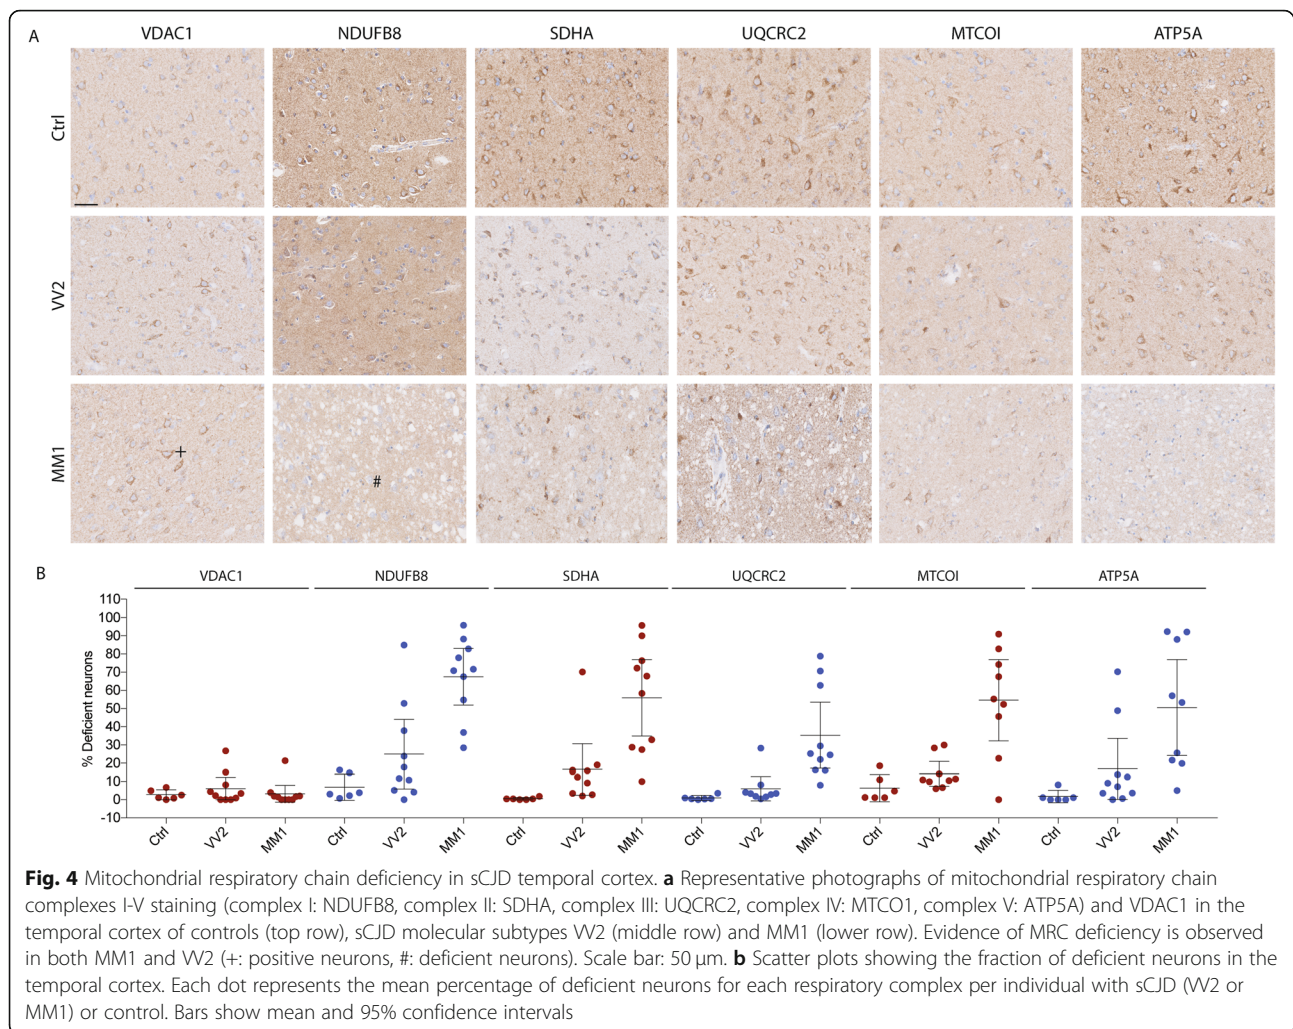 A
VDAC1 NDUFB8 SDHA UQCRC2 MTCOI ATP5A
Ctrl
VV2
MM1
+
#
B
VDAC1 NDUFB8 SDHA UQCRC2 MTCOI ATP5A
% Deficient neurons
110
100
90
80
70
60
50
40
30
20
10
0
-10
Ctrl VV2 MM1 Ctrl VV2 MM1 Ctrl VV2 MM1 Ctrl VV2 MM1 Ctrl VV2 MM1 Ctrl VV2 MM1
Fig. 4 Mitochondrial respiratory chain deficiency in sCJD temporal cortex. a Representative photographs of mitochondrial respiratory chain
complexes I-V staining (complex I: NDUFB8, complex II: SDHA, complex III: UQCRC2, complex IV: MTCO1, complex V: ATP5A) and VDAC1 in the
temporal cortex of controls (top row), sCJD molecular subtypes VV2 (middle row) and MM1 (lower row). Evidence of MRC deficiency is observed
in both MM1 and VV2 (+: positive neurons, #: deficient neurons). Scale bar: 50 μm. b Scatter plots showing the fraction of deficient neurons in the
temporal cortex. Each dot represents the mean percentage of deficient neurons for each respiratory complex per individual with sCJD (VV2 or
MM1) or control. Bars show mean and 95% confidence intervals